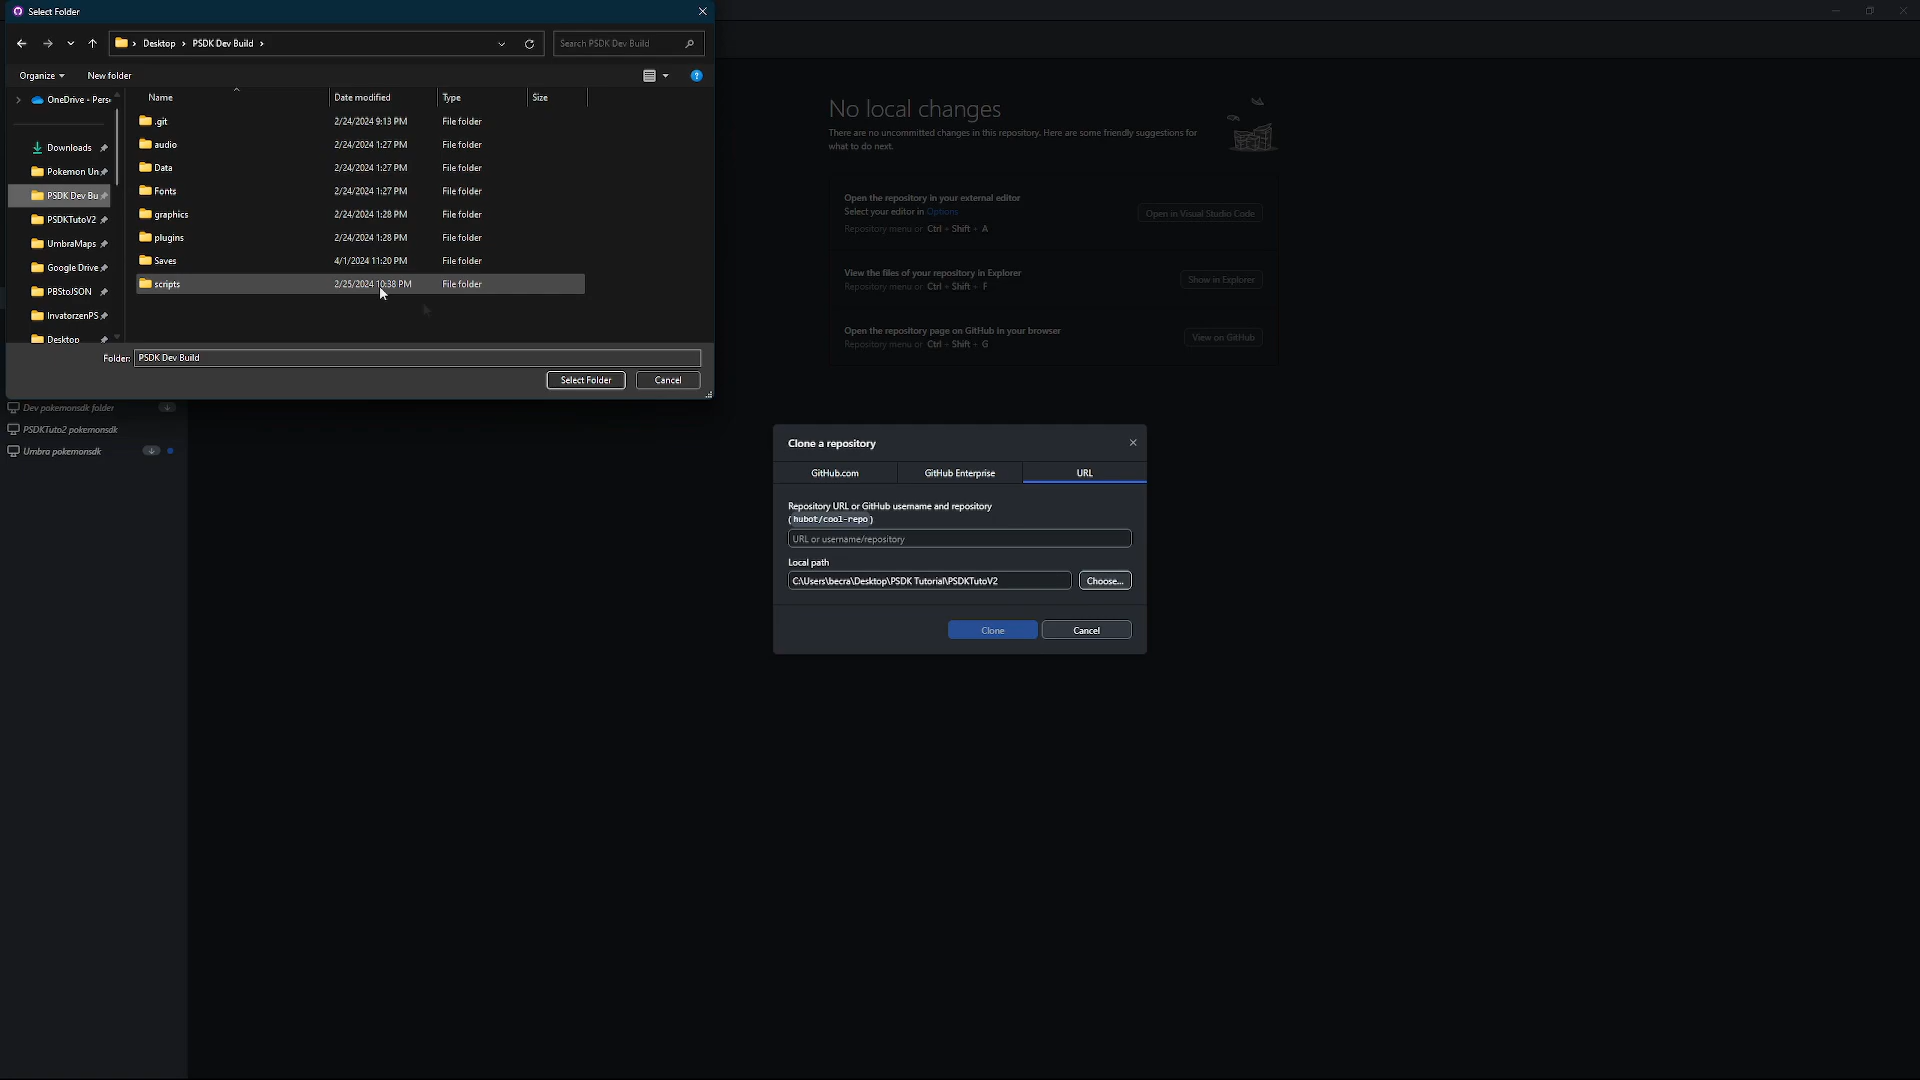 Select Folder
Desktop
PSDK Dev Build
Search PSDK Dev Build
Organize
New folder
OneDrive - Pers
Downloads
Pokemon Un
PSDK Dev Bu
PSDKTutoV2
UmbraMaps
Google Drive
PBStoJSON
InvatorzenPS
Desktop
Name Date modified Type Size
.git 2/24/2024 9:13 PM File folder
audio 2/24/2024 1:27 PM File folder
Data 2/24/2024 1:27 PM File folder
Fonts 2/24/2024 1:27 PM File folder
graphics 2/24/2024 1:28 PM File folder
plugins 2/24/2024 1:28 PM File folder
Saves 4/1/2024 11:20 PM File folder
scripts 2/25/2024 10:38 PM File folder
Folder: PSDK Dev Build
Select Folder Cancel
Dev pokemonsdk folder
PSDKTuto2 pokemonsdk
Umbra pokemonsdk
No local changes
There are no uncommitted changes in this repository. Here are some friendly suggestions for
what to do next.
Open the repository in your external editor
Select your editor in Options
Repository menu or Ctrl + Shift + A
Open in Visual Studio Code
View the files of your repository in Explorer
Repository menu or Ctrl + Shift + F
Show in Explorer
Open the repository page on GitHub in your browser
Repository menu or Ctrl + Shift + G
View on GitHub
Clone a repository
GitHub.com GitHub Enterprise URL
Repository URL or GitHub username and repository
(hubot/cool-repo)
URL or username/repository
Local path
C:\Users\becra\Desktop\PSDK Tutorial\PSDKTutoV2
Choose...
Clone Cancel